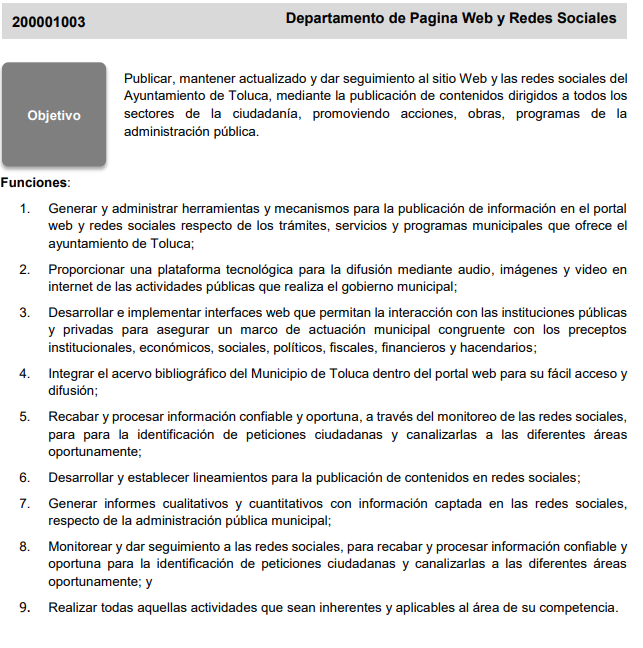 200001003 Departamento de Pagina Web y Redes Sociales
Objetivo
Publicar, mantener actualizado y dar seguimiento al sitio Web y las redes sociales del
Ayuntamiento de Toluca, mediante la publicación de contenidos dirigidos a todos los
sectores de la ciudadanía, promoviendo acciones, obras, programas de la
administración pública.
Funciones:
1. Generar y administrar herramientas y mecanismos para la publicación de información en el portal
web y redes sociales respecto de los trámites, servicios y programas municipales que ofrece el
ayuntamiento de Toluca;
2. Proporcionar una plataforma tecnológica para la difusión mediante audio, imágenes y video en
internet de las actividades públicas que realiza el gobierno municipal;
3. Desarrollar e implementar interfaces web que permitan la interacción con las instituciones públicas
y privadas para asegurar un marco de actuación municipal congruente con los preceptos
institucionales, económicos, sociales, políticos, fiscales, financieros y hacendarios;
4. Integrar el acervo bibliográfico del Municipio de Toluca dentro del portal web para su fácil acceso y
difusión;
5. Recabar y procesar información confiable y oportuna, a través del monitoreo de las redes sociales,
para para la identificación de peticiones ciudadanas y canalizarlas a las diferentes áreas
oportunamente;
6. Desarrollar y establecer lineamientos para la publicación de contenidos en redes sociales;
7. Generar informes cualitativos y cuantitativos con información captada en las redes sociales,
respecto de la administración pública municipal;
8. Monitorear y dar seguimiento a las redes sociales, para recabar y procesar información confiable y
oportuna para la identificación de peticiones ciudadanas y canalizarlas a las diferentes áreas
oportunamente; y
9. Realizar todas aquellas actividades que sean inherentes y aplicables al área de su competencia.